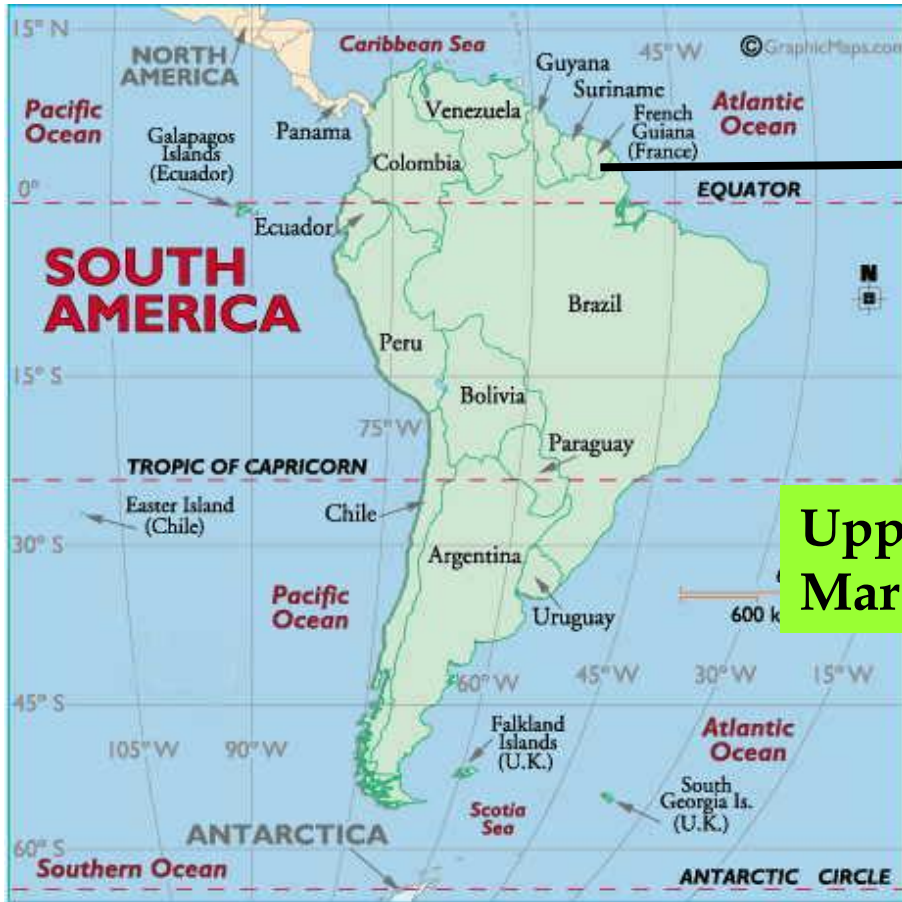 15° N
NORTH
AMERICA
Caribbean Sea
45° W
© GraphicMaps.com
Pacific
Ocean
Panama
Venezuela
Guyana
Suriname
French
Guiana
(France)
Atlantic
Ocean
Galapagos
Islands
(Ecuador)
Colombia
0°
EQUATOR
Ecuador
SOUTH
AMERICA
N
Brazil
Peru
15° S
Bolivia
75° W
Paraguay
TROPIC OF CAPRICORN
Easter Island
(Chile)
Chile
30° S
Argentina
Upp
Mar
600 k
Pacific
Ocean
Uruguay
60° W
45° W
30° W
15° W
45° S
105° W
90° W
Falkland
Islands
(U.K.)
Atlantic
Ocean
South
Georgia Is.
(U.K.)
Scotia
Sea
ANTARCTICA
60° S
Southern Ocean
ANTARCTIC CIRCLE